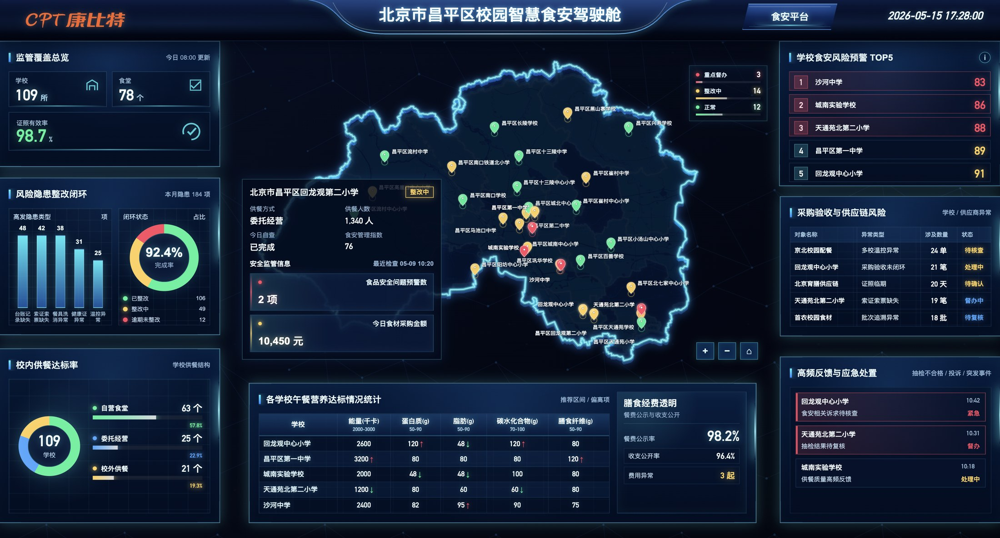 CPT 康比特
北京市昌平区校园智慧食安驾驶舱
食安平台
2026-05-15 17:28:00
监管覆盖总览
今日 08:00 更新
学校
109 所
食堂
78 个
证照有效率
98.7 %
风险隐患整改闭环
本月隐患 184 项
高发隐患类型
项
48 42 38 31 25
台账记录缺失
索证索票缺失
餐具洗消异常
健康证异常
温控异常
闭环状态
占比
92.4%
完成率
已整改 106
整改中 49
逾期未整改 12
校内供餐达标率
学校供餐结构
109
学校
自营食堂 63 个
57.8%
委托经营 25 个
22.9%
校外供餐 21 个
19.3%
重点督办 3
整改中 14
正常 12
昌平区黑山寨学校
昌平区长陵学校
昌平区兴寿学校
昌平区流村中学
昌平区十三陵中学
昌平区南口铁道北小学
昌平区崔村中学
昌平区十三陵中心小学
昌平区南口学校
昌平区城北中心
昌平区崔村中心小学
昌平区第一中学
昌平区第二中学
昌平区马池口中学
昌平区小汤山中心小学
昌平区城南中心小学
城南实验学校
昌平区百善学校
昌平区巩华学校
昌平区阳坊中心小学
沙河中学
昌平区北七家中心小学
回龙观中心小学
天通苑北第二小学
昌平区天通苑学校
昌平区回龙观第二小学
昌平区天通苑小学
北京市昌平区回龙观第二小学
整改中
供餐方式
委托经营
供餐人数
1,340 人
今日自查
已完成
食安管理指数
76
安全监管信息
最近检查 05-09 10:20
食品安全问题预警数
2 项
今日食材采购金额
10,450 元
+ − ⌂
各学校午餐营养达标情况统计
推荐区间 / 偏离项
学校 能量(千卡) 蛋白质(g) 脂肪(g) 碳水化合物(g) 膳食纤维(g)
2000-3000 50-90 50-90 70-100 50-90
回龙观中心小学 2600 120↑ 48↓ 120↑ 80
昌平区第一中学 3200↑ 80 80 80 120↑
城南实验学校 2000 48↓ 48↓ 100 80
天通苑北第二小学 1200↓ 80 60 60↓ 80
沙河中学 2400 82 95↑ 90 75
膳食经费透明
餐费公示与收支公开
餐费公示率 98.2%
收支公开率 96.4%
费用异常 3 起
学校食安风险预警 TOP5
i
1 沙河中学 83
2 城南实验学校 86
3 天通苑北第二小学 88
4 昌平区第一中学 89
5 回龙观中心小学 91
采购验收与供应链风险
学校 / 供应商异常
对象名称 异常类型 涉及数量 状态
京北校园配餐 多校温控异常 24 单 待核查
回龙观中心小学 采购验收未闭环 21 笔 处理中
北京育膳供应链 证照临期 20 天 待确认
天通苑北第二小学 索证索票缺失 19 笔 督办中
首农校园食材 批次追溯异常 18 批 待复核
高频反馈与应急处置
抽检不合格 / 投诉 / 突发事件
回龙观中心小学 10:42
食安相关诉求待核查 紧急
天通苑北第二小学 10:31
抽检结果待复核 督办
城南实验学校 10:18
供餐质量高频反馈 处理中